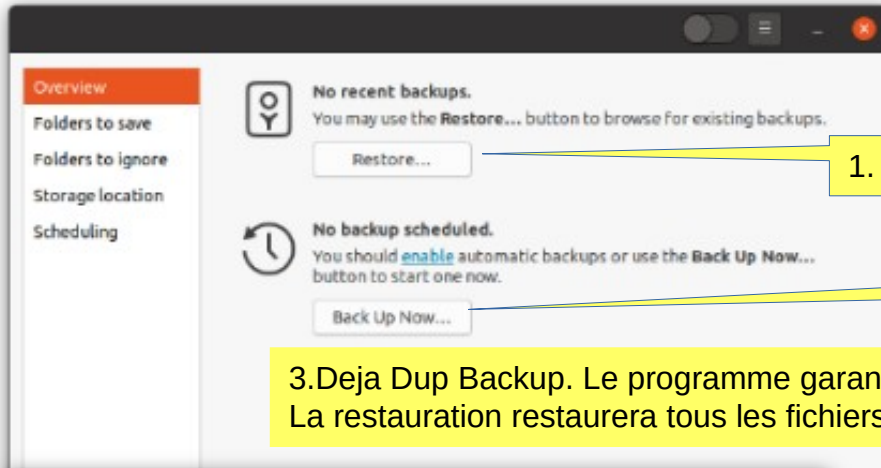 Overview
Folders to save
Folders to ignore
Storage location
Scheduling
No recent backups.
You may use the Restore... button to browse for existing backups.
Restore...
1.
No backup scheduled.
You should enable automatic backups or use the Back Up Now...
button to start one now.
Back Up Now...
3.Deja Dup Backup. Le programme garan
La restauration restaurera tous les fichiers